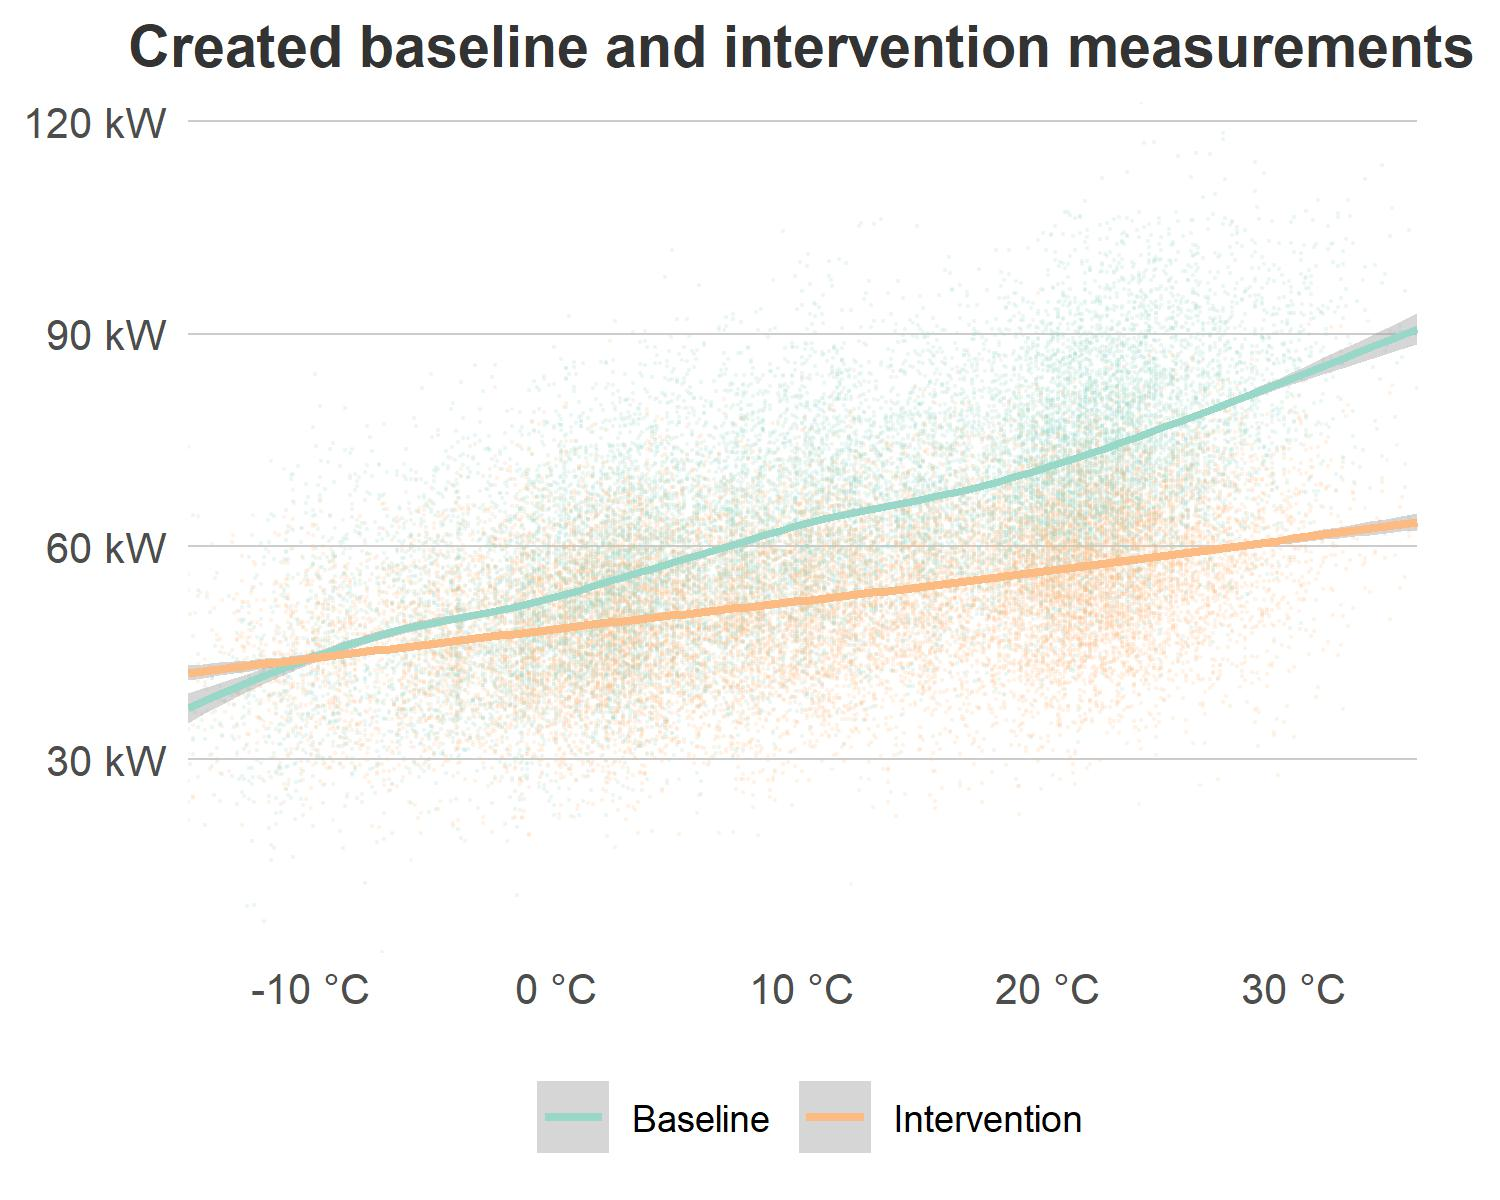 Created baseline and intervention measurements
120 kW
90 kW
60 kW
30 kW
-10 °C 0 °C 10 °C 20 °C 30 °C
Baseline Intervention